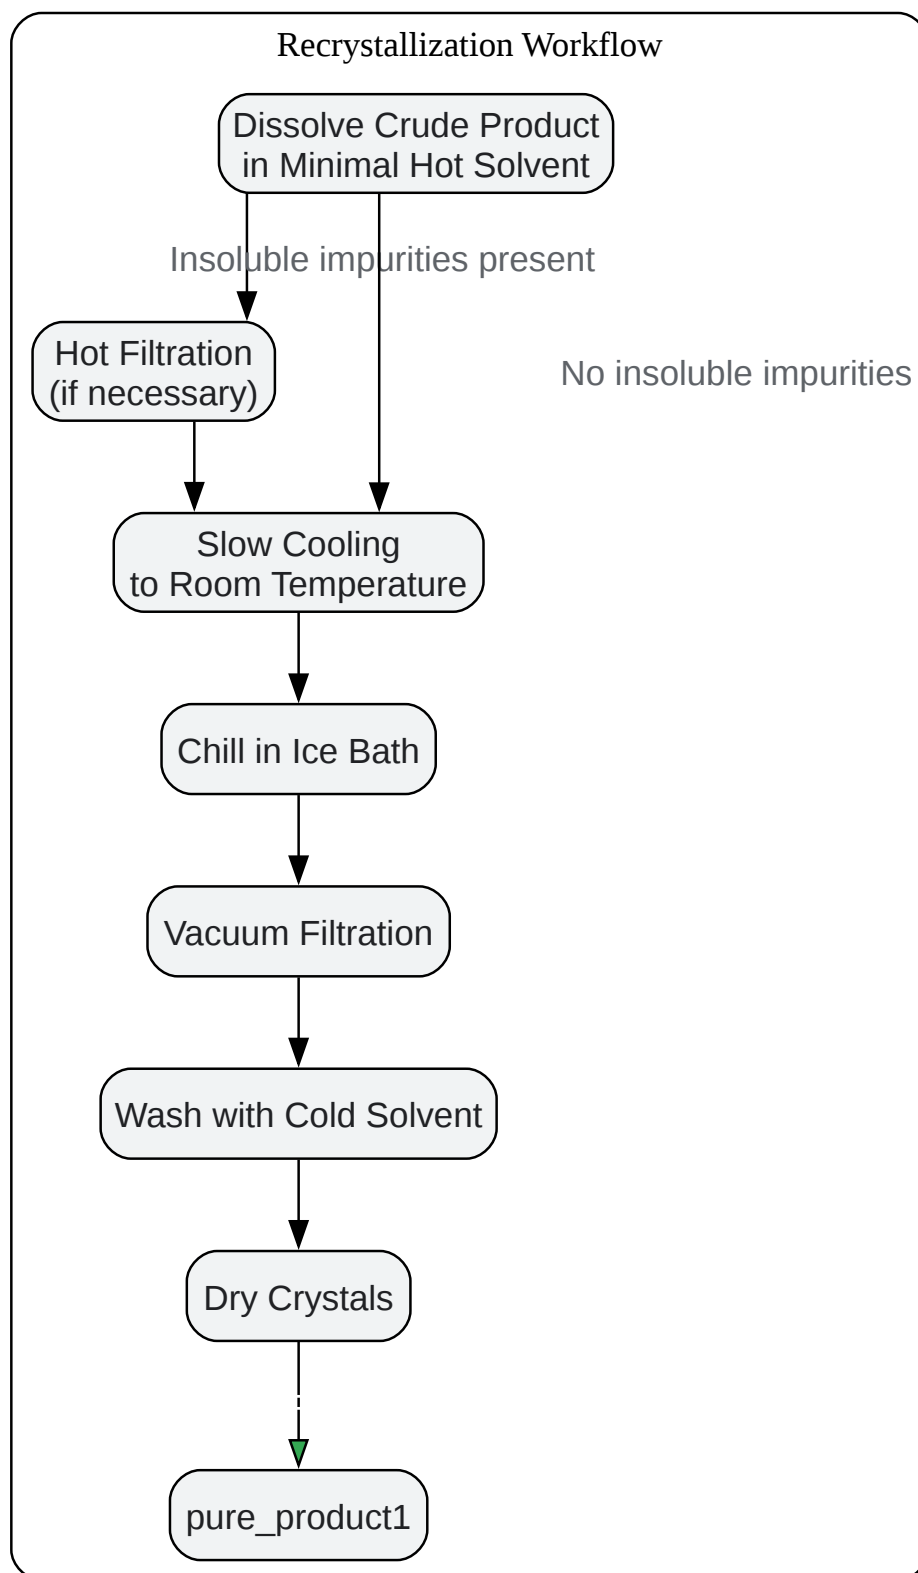 Recrystallization Workflow
Dissolve Crude Product
in Minimal Hot Solvent
Insoluble impurities present
Hot Filtration
(if necessary)
No insoluble impurities
Slow Cooling
to Room Temperature
Chill in Ice Bath
Vacuum Filtration
Wash with Cold Solvent
Dry Crystals
pure_product1